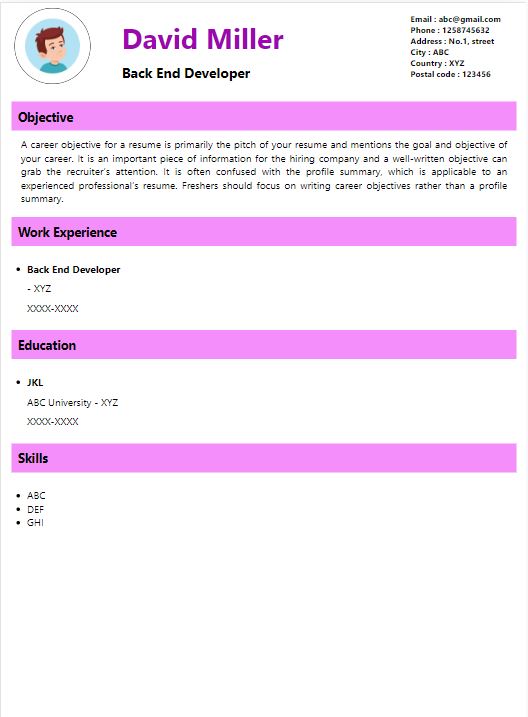 David Miller
Back End Developer
Email : abc@gmail.com
Phone : 1258745632
Address : No.1, street
City : ABC
Country : XYZ
Postal code : 123456
Objective
A career objective for a resume is primarily the pitch of your resume and mentions the goal and objective of
your career. It is an important piece of information for the hiring company and a well-written objective can
grab the recruiter's attention. It is often confused with the profile summary, which is applicable to an
experienced professional's resume. Freshers should focus on writing career objectives rather than a profile
summary.
Work Experience
• Back End Developer
- XYZ
XXXX-XXXX
Education
• JKL
ABC University - XYZ
XXXX-XXXX
Skills
• ABC
• DEF
• GHI